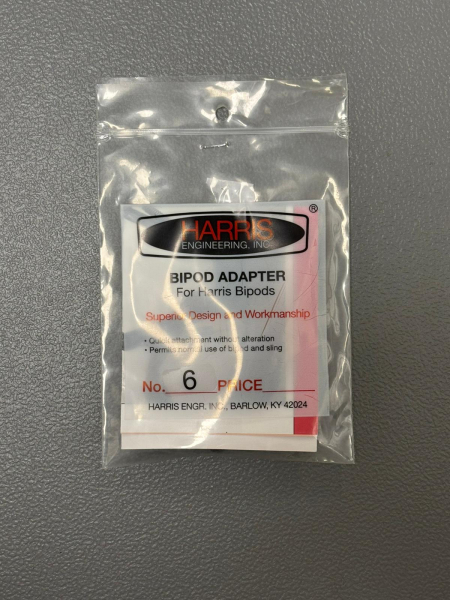 HARRIS ®
ENGINEERING, INC.
BIPOD ADAPTER
For Harris Bipods
Superior Design and Workmanship
• Quick attachment without alteration
• Permits normal use of bipod and sling
No. 6 PRICE
HARRIS ENGR. INC., BARLOW, KY 42024